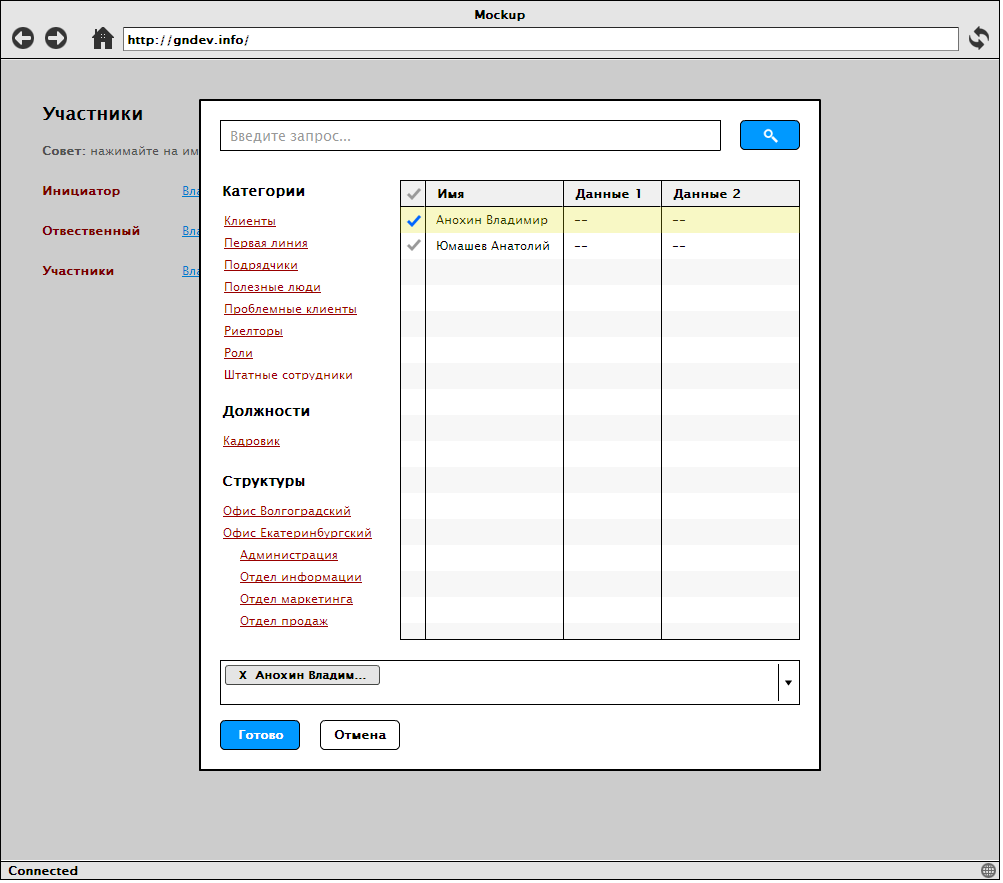 Mockup
http://gndev.info/
Участники
Совет: нажимайте на им
Инициатор Вла
Отвественный Вла
Участники Вла
Введите запрос...
Категории
Клиенты
Первая линия
Подрядчики
Полезные люди
Проблемные клиенты
Риелторы
Роли
Штатные сотрудники
Должности
Кадровик
Структуры
Офис Волгоградский
Офис Екатеринбургский
Администрация
Отдел информации
Отдел маркетинга
Отдел продаж
Имя Данные 1 Данные 2
Анохин Владимир -- --
Юмашев Анатолий -- --
X Анохин Владим...
Готово Отмена
Connected